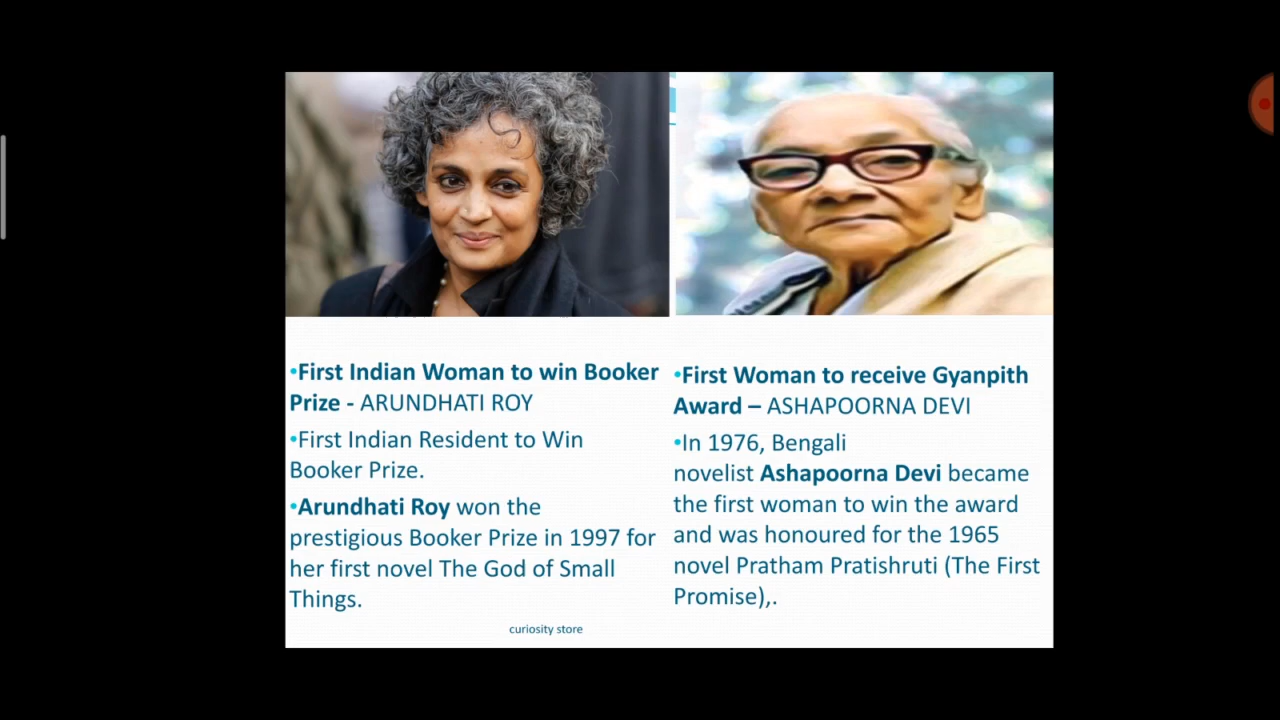 •First Indian Woman to win Booker
Prize - ARUNDHATI ROY
•First Indian Resident to Win
Booker Prize.
•Arundhati Roy won the
prestigious Booker Prize in 1997 for
her first novel The God of Small
Things.
•First Woman to receive Gyanpith
Award – ASHAPOORNA DEVI
•In 1976, Bengali
novelist Ashapoorna Devi became
the first woman to win the award
and was honoured for the 1965
novel Pratham Pratishruti (The First
Promise),.
curiosity store